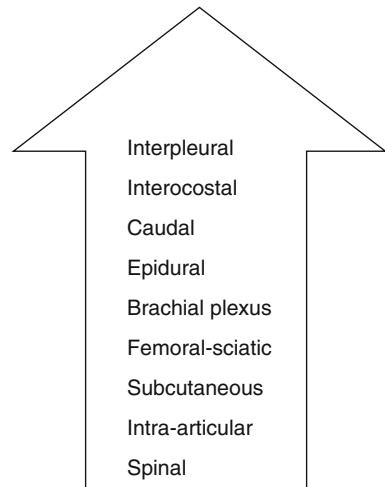 Interpleural
Interocostal
Caudal
Epidural
Brachial plexus
Femoral-sciatic
Subcutaneous
Intra-articular
Spinal